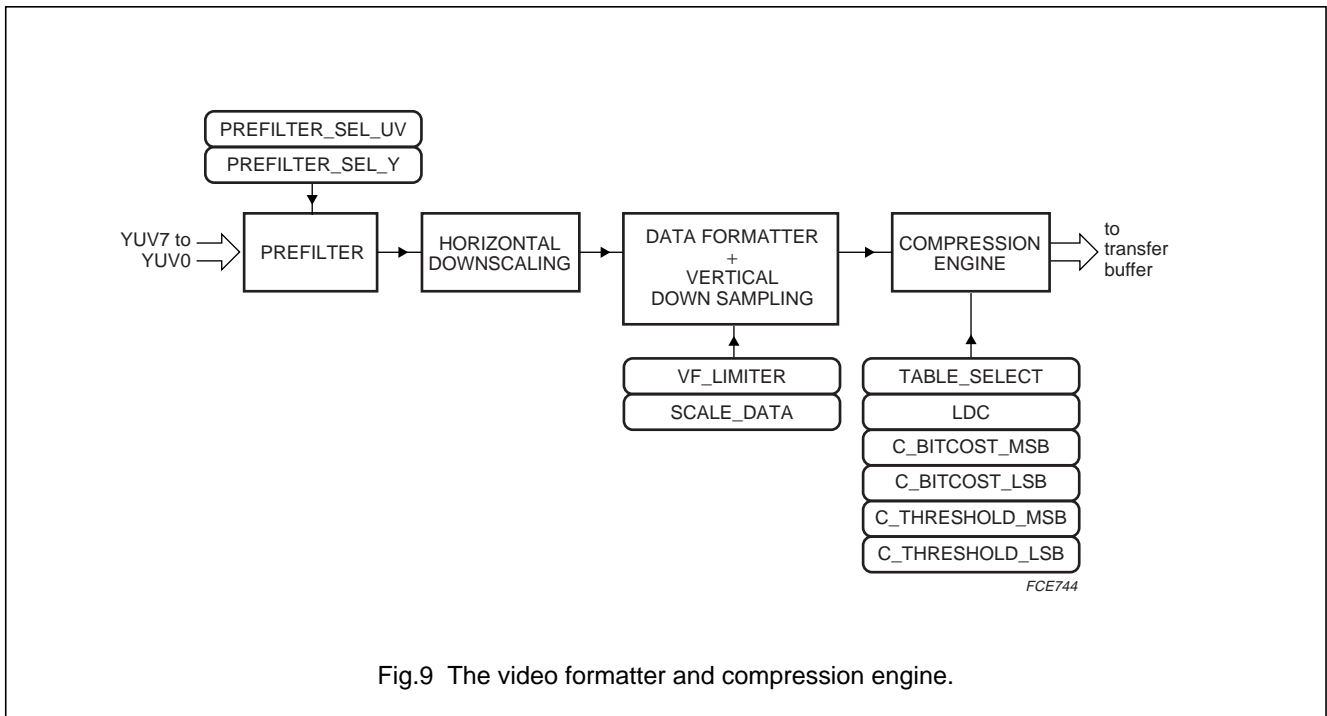 PREFILTER_SEL_UV
PREFILTER_SEL_Y
YUV7 to
YUV0
PREFILTER
HORIZONTAL
DOWNSCALING
DATA FORMATTER
+
VERTICAL
DOWN SAMPLING
COMPRESSION
ENGINE
to
transfer
buffer
VF_LIMITER
SCALE_DATA
TABLE_SELECT
LDC
C_BITCOST_MSB
C_BITCOST_LSB
C_THRESHOLD_MSB
C_THRESHOLD_LSB
FCE744
Fig.9 The video formatter and compression engine.